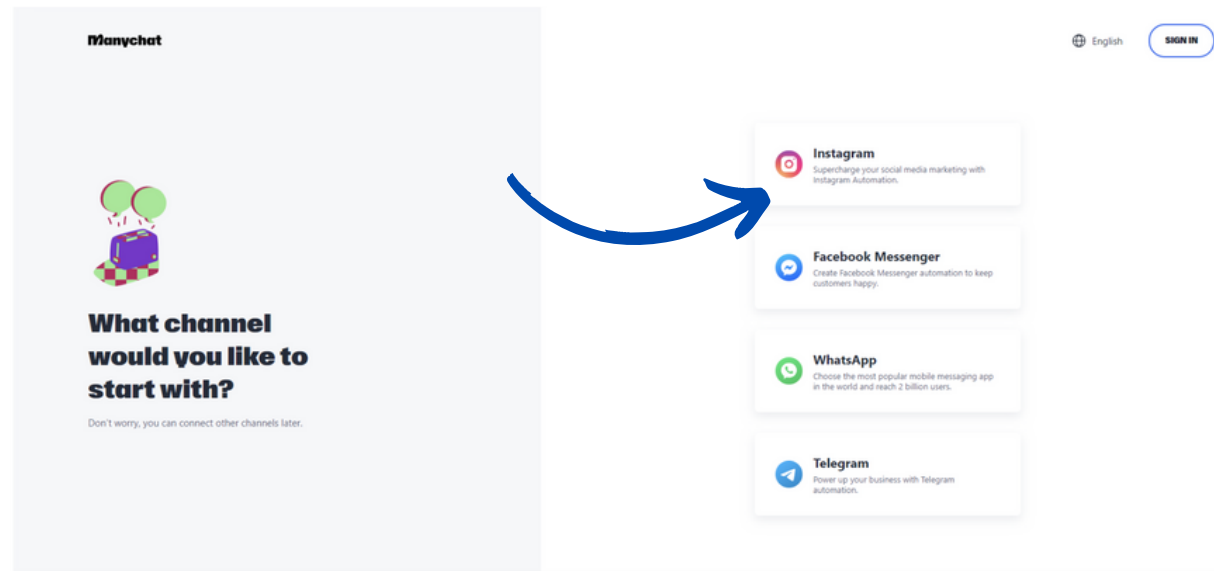 Manychat
English
SIGN IN
What channel
would you like to
start with?
Don't worry, you can connect other channels later.
Instagram
Supercharge your social media marketing with
Instagram Automation.
Facebook Messenger
Create Facebook Messenger automation to keep
customers happy.
WhatsApp
Choose the most popular mobile messaging app
in the world and reach 2 billion users.
Telegram
Power up your business with Telegram
automation.